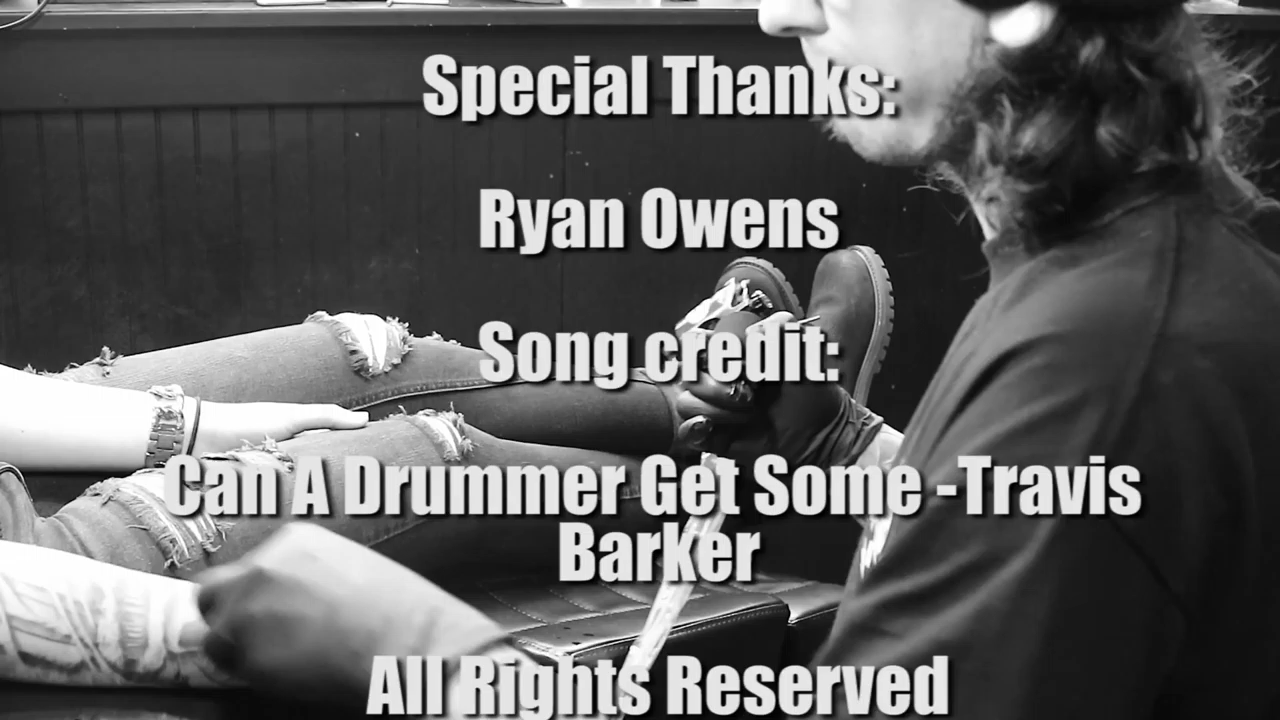 Special Thanks:
Ryan Owens
Song credit:
Can A Drummer Get Some -Travis
Barker
All Rights Reserved